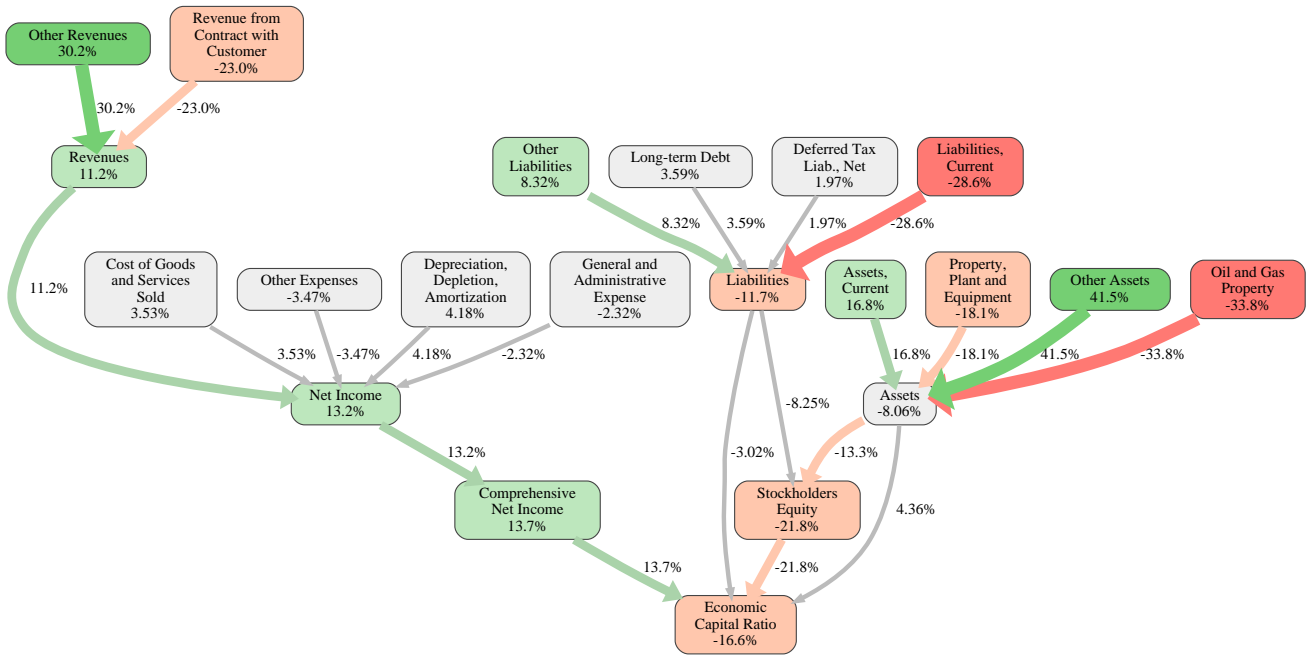 Other Revenues
30.2%
Revenue from
Contract with
Customer
-23.0%
30.2%
-23.0%
Revenues
11.2%
Other
Liabilities
8.32%
Long-term Debt
3.59%
Deferred Tax
Liab., Net
1.97%
Liabilities,
Current
-28.6%
8.32%
3.59%
1.97%
-28.6%
Cost of Goods
and Services
Sold
3.53%
Other Expenses
-3.47%
Depreciation,
Depletion,
Amortization
4.18%
General and
Administrative
Expense
-2.32%
Liabilities
-11.7%
Assets,
Current
16.8%
Property,
Plant and
Equipment
-18.1%
Other Assets
41.5%
Oil and Gas
Property
-33.8%
11.2%
3.53%
-3.47%
4.18%
-2.32%
16.8%
-18.1%
41.5%
-33.8%
Net Income
13.2%
-8.25%
Assets
-8.06%
13.2%
-3.02%
-13.3%
Comprehensive
Net Income
13.7%
Stockholders
Equity
-21.8%
4.36%
13.7%
-21.8%
Economic
Capital Ratio
-16.6%